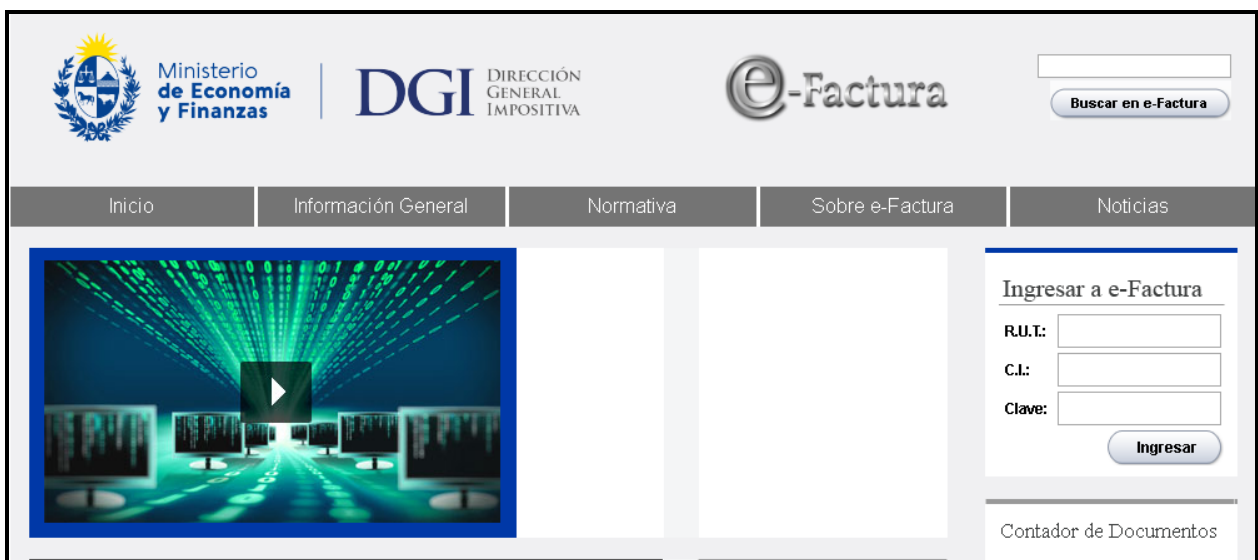 Ministerio
de Economía
y Finanzas
DGI
DIRECCIÓN
GENERAL
IMPOSITIVA
e-Factura
Buscar en e-Factura
Inicio
Información General
Normativa
Sobre e-Factura
Noticias
Ingresar a e-Factura
R.U.T.:
C.I.:
Clave:
Ingresar
Contador de Documentos